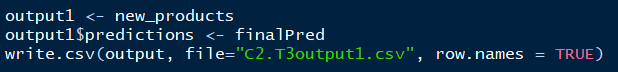 output1 <- new_products
output1$predictions <- finalPred
write.csv(output, file="C2.T3output1.csv", row.names = TRUE)